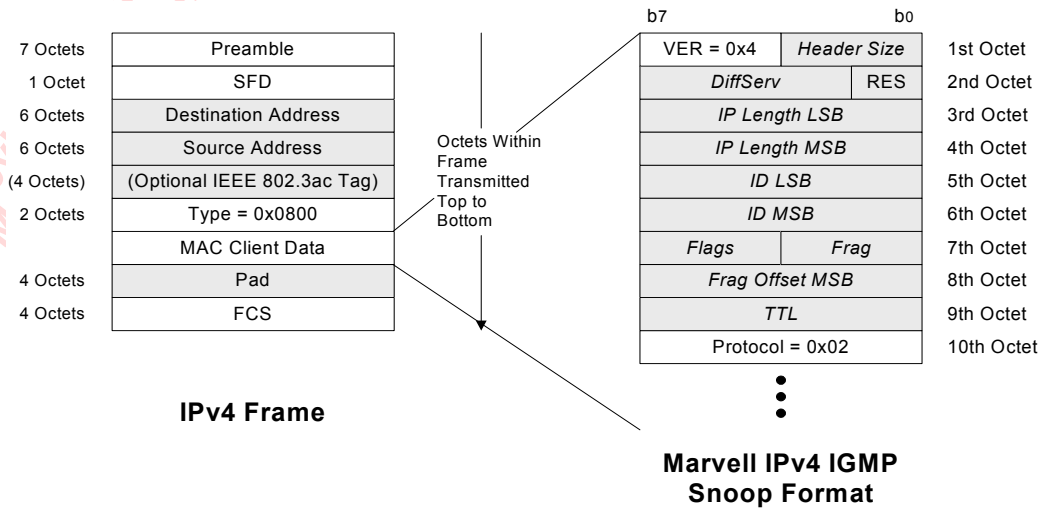 7 Octets Preamble
1 Octet SFD
6 Octets Destination Address
6 Octets Source Address
(4 Octets) (Optional IEEE 802.3ac Tag)
2 Octets Type = 0x0800
MAC Client Data
4 Octets Pad
4 Octets FCS
IPv4 Frame
Octets Within
Frame
Transmitted
Top to
Bottom
b7 b0
VER = 0x4 Header Size 1st Octet
DiffServ RES 2nd Octet
IP Length LSB 3rd Octet
IP Length MSB 4th Octet
ID LSB 5th Octet
ID MSB 6th Octet
Flags Frag 7th Octet
Frag Offset MSB 8th Octet
TTL 9th Octet
Protocol = 0x02 10th Octet
Marvell IPv4 IGMP
Snoop Format